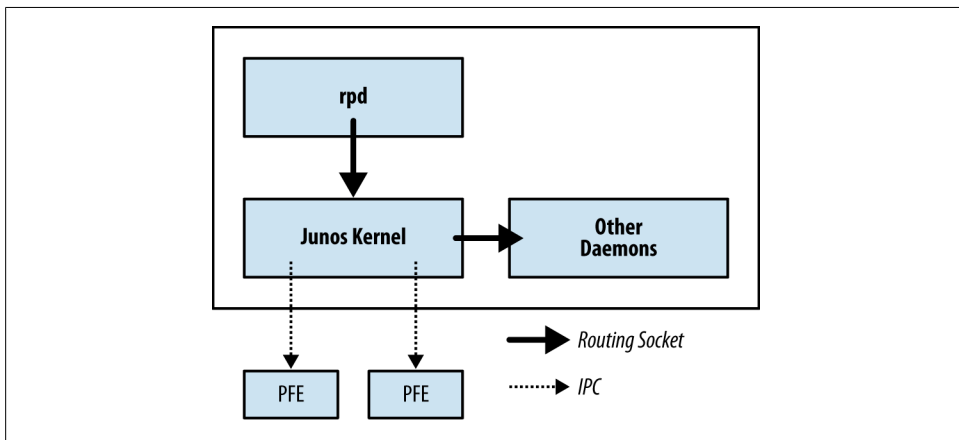 rpd
Junos Kernel
Other
Daemons
Routing Socket
PFE
PFE
IPC